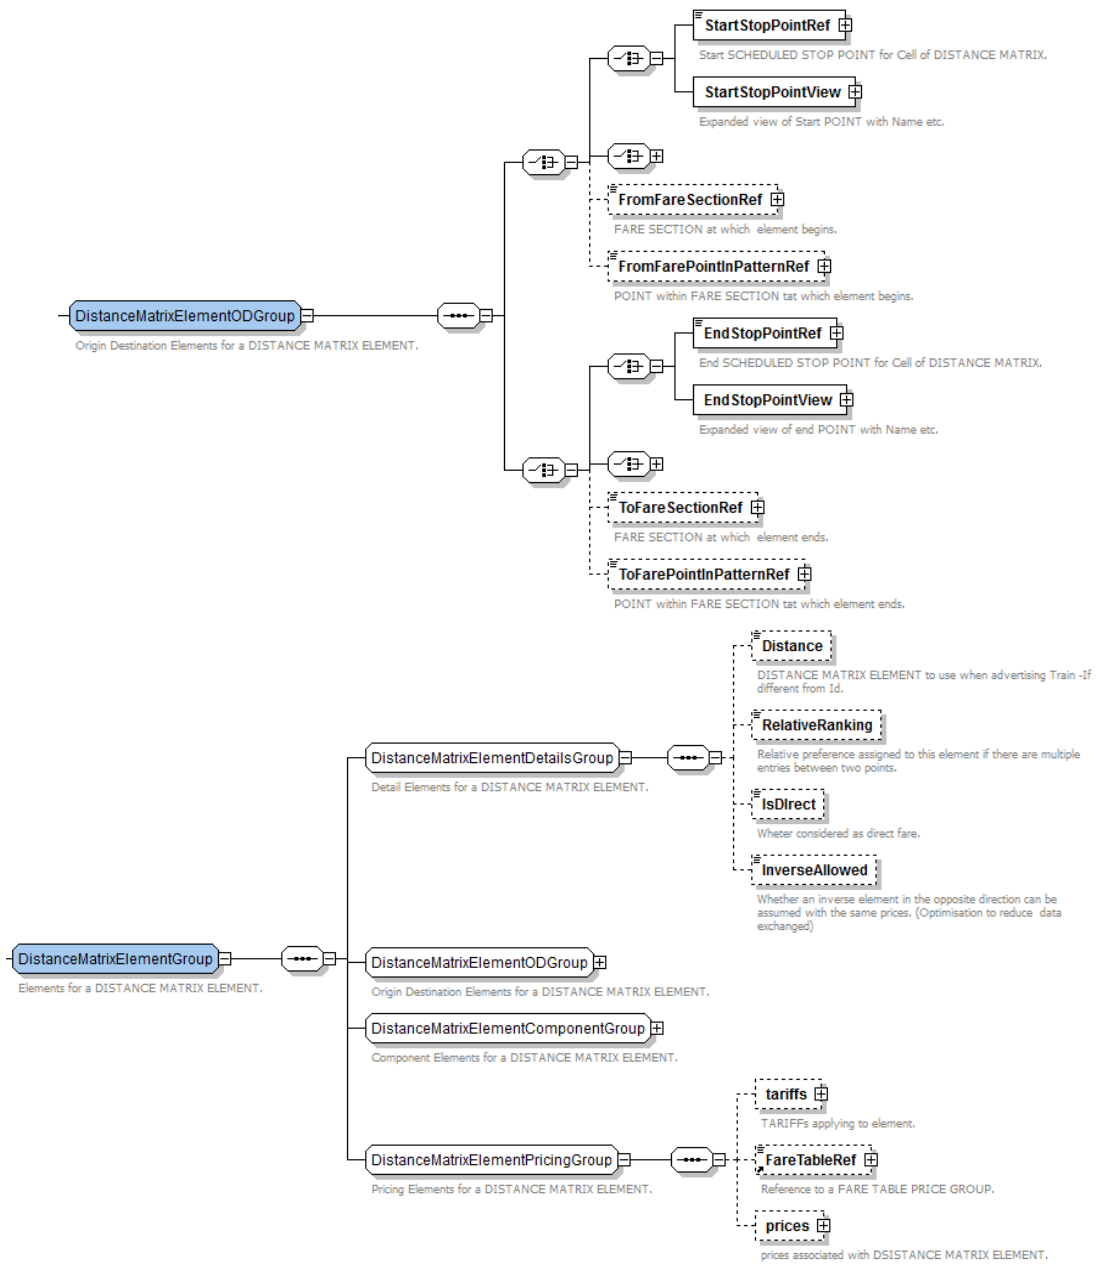 StartStopPointRef
Start SCHEDULED STOP POINT for Cell of DISTANCE MATRIX.
StartStopPointView
Expanded view of Start POINT with Name etc.
FromFareSectionRef
FARE SECTION at which element begins.
FromFarePointInPatternRef
POINT within FARE SECTION tat which element begins.
DistanceMatrixElementODGroup
Origin Destination Elements for a DISTANCE MATRIX ELEMENT.
EndStopPointRef
End SCHEDULED STOP POINT for Cell of DISTANCE MATRIX.
EndStopPointView
Expanded view of end POINT with Name etc.
ToFareSectionRef
FARE SECTION at which element ends.
ToFarePointInPatternRef
POINT within FARE SECTION tat which element ends.
Distance
DISTANCE MATRIX ELEMENT to use when advertising Train -If
different from Id.
RelativeRanking
Relative preference assigned to this element if there are multiple
entries between two points.
DistanceMatrixElementDetailsGroup
Detail Elements for a DISTANCE MATRIX ELEMENT.
IsDIrect
Wheter considered as direct fare.
InverseAllowed
Whether an inverse element in the opposite direction can be
assumed with the same prices. (Optimisation to reduce data
exchanged)
DistanceMatrixElementGroup
Elements for a DISTANCE MATRIX ELEMENT.
DistanceMatrixElementODGroup
Origin Destination Elements for a DISTANCE MATRIX ELEMENT.
DistanceMatrixElementComponentGroup
Component Elements for a DISTANCE MATRIX ELEMENT.
tariffs
TARIFFs applying to element.
DistanceMatrixElementPricingGroup
Pricing Elements for a DISTANCE MATRIX ELEMENT.
FareTableRef
Reference to a FARE TABLE PRICE GROUP.
prices
prices associated with DSISTANCE MATRIX ELEMENT.